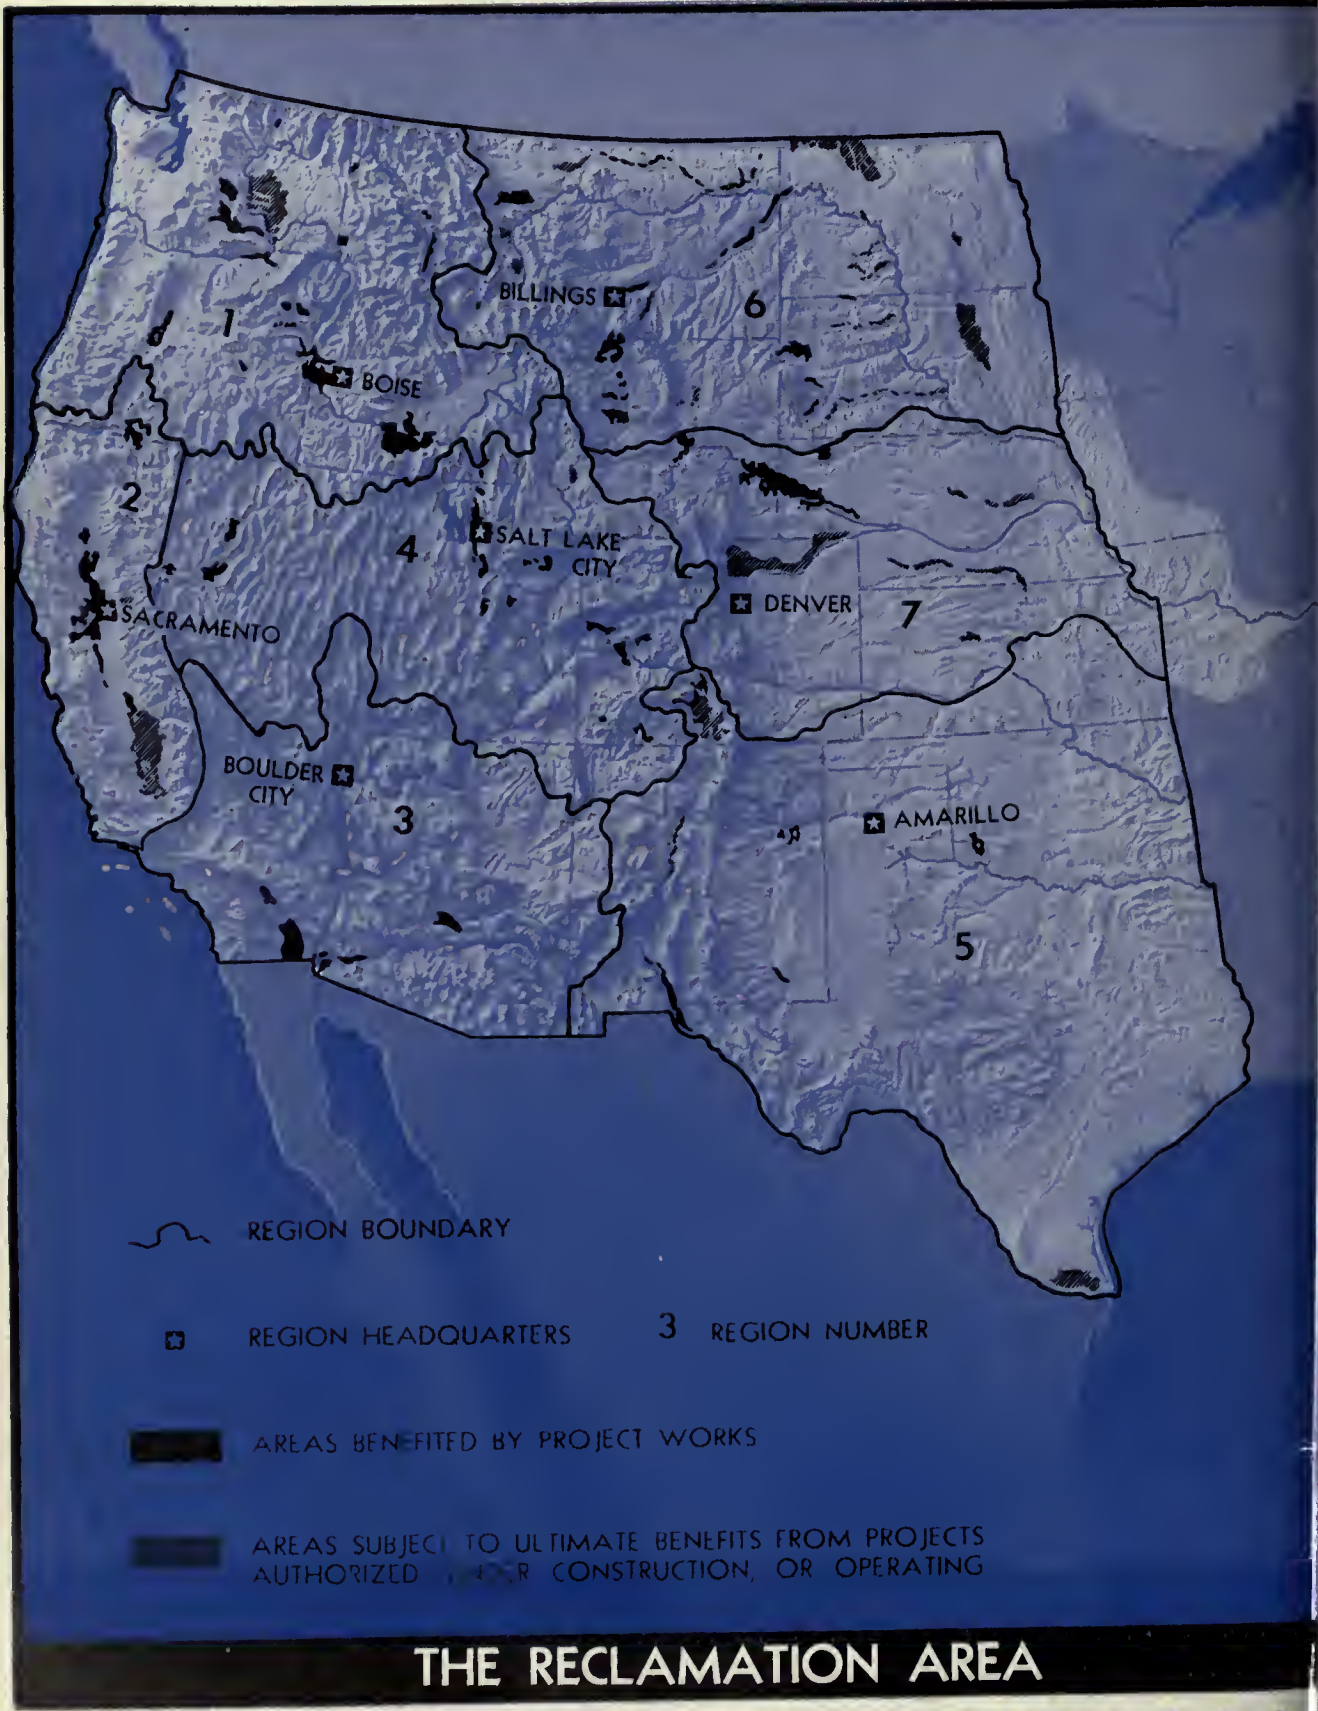 BILLINGS
6
1
BOISE
2
4
SALT LAKE
CITY
SACRAMENTO
DENVER
7
BOULDER
CITY
3
AMARILLO
5
REGION BOUNDARY
REGION HEADQUARTERS
3 REGION NUMBER
AREAS BENEFITED BY PROJECT WORKS
AREAS SUBJECT TO ULTIMATE BENEFITS FROM PROJECTS
AUTHORIZED UNDER CONSTRUCTION, OR OPERATING
THE RECLAMATION AREA